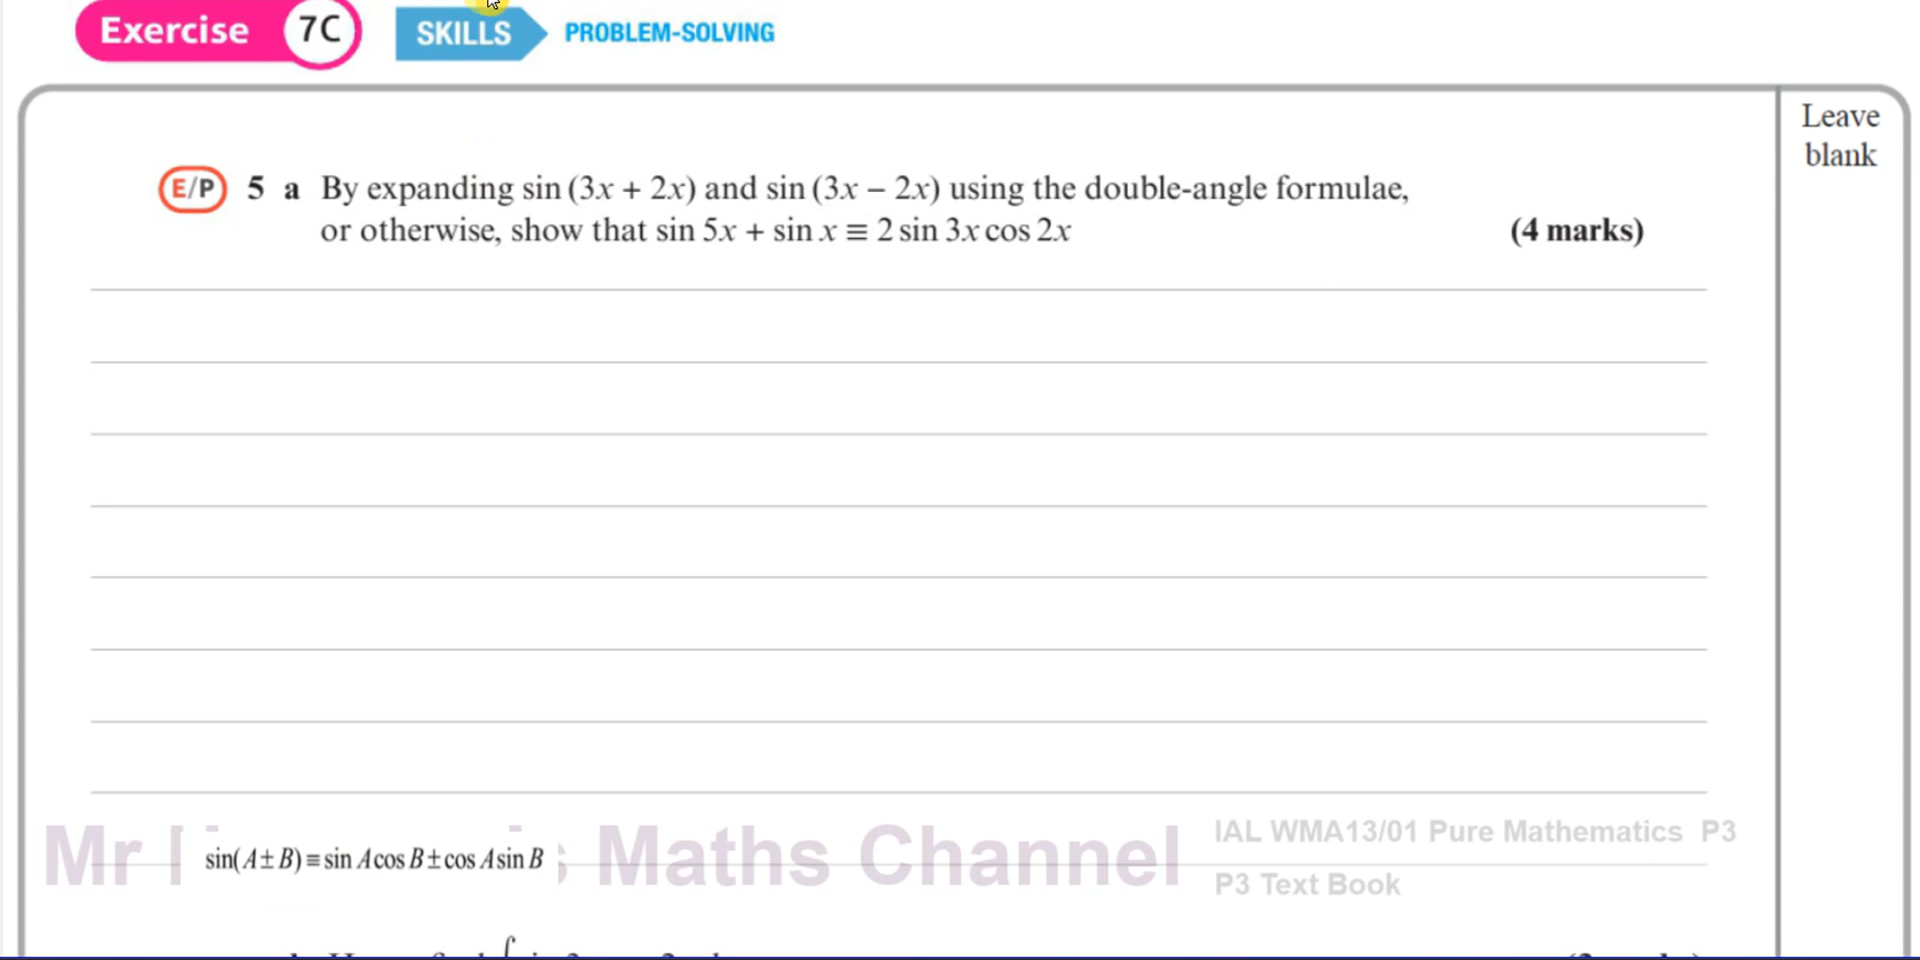 Exercise 7C SKILLS PROBLEM-SOLVING
Leave
blank
E/P 5 a By expanding sin (3x + 2x) and sin (3x − 2x) using the double-angle formulae,
or otherwise, show that sin 5x + sin x ≡ 2 sin 3x cos 2x (4 marks)
Mr Maths Channel
sin(A ± B) ≡ sin A cos B ± cos A sin B
IAL WMA13/01 Pure Mathematics P3
P3 Text Book